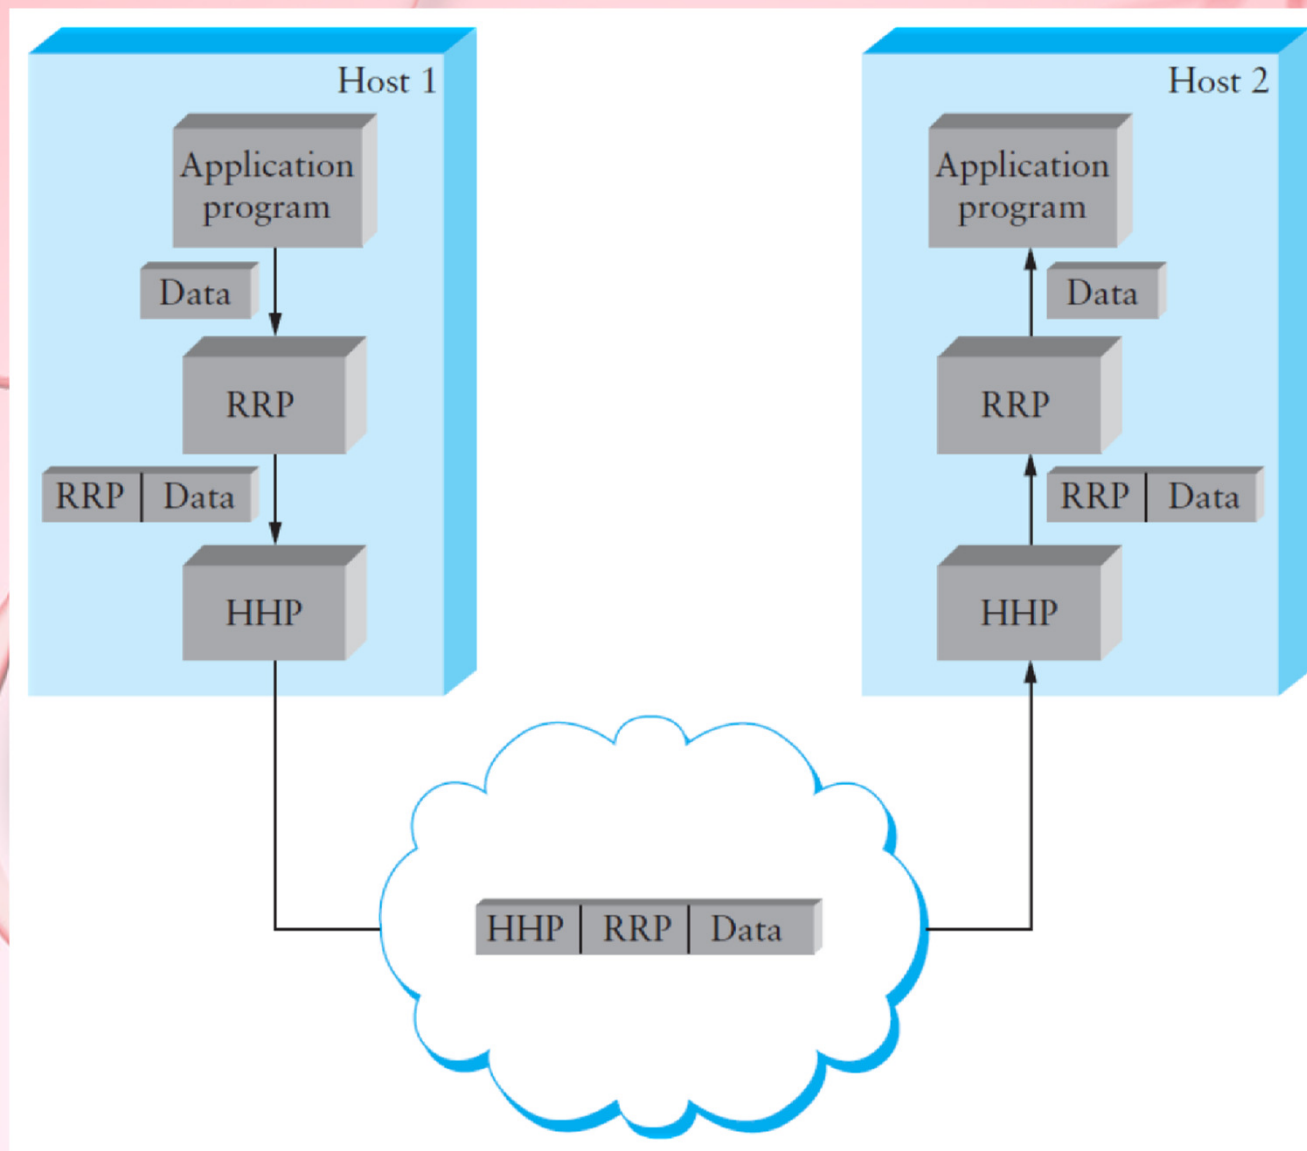 Host 1
Application
program
Data
RRP
RRP | Data
HHP
Host 2
Application
program
Data
RRP
RRP | Data
HHP
HHP | RRP | Data